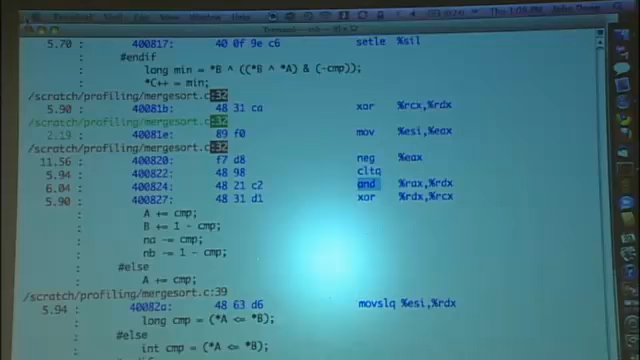 Thu 1:09 PM
5.70 : 400817: 40 0f 9e c6 setle %sil
: #endif
: long min = *B ^ ((*B ^ *A) & (-cmp));
: *C++ = min;
/scratch/profiling/mergesort.c:32
5.90 : 40081b: 48 31 ca xor %rcx,%rdx
/scratch/profiling/mergesort.c:32
2.19 : 40081e: 89 f0 mov %esi,%eax
/scratch/profiling/mergesort.c:32
11.56 : 400820: f7 d8 neg %eax
5.94 : 400822: 48 98 cltq
6.04 : 400824: 48 21 c2 and %rax,%rdx
5.90 : 400827: 48 31 d1 xor %rdx,%rcx
: A += cmp;
: B += 1 - cmp;
: na -= cmp;
: nb -= 1 - cmp;
: #else
: A += cmp;
/scratch/profiling/mergesort.c:39
5.94 : 40082a: 48 63 d6 movslq %esi,%rdx
: long cmp = (*A <= *B);
: #else
: int cmp = (*A <= *B);